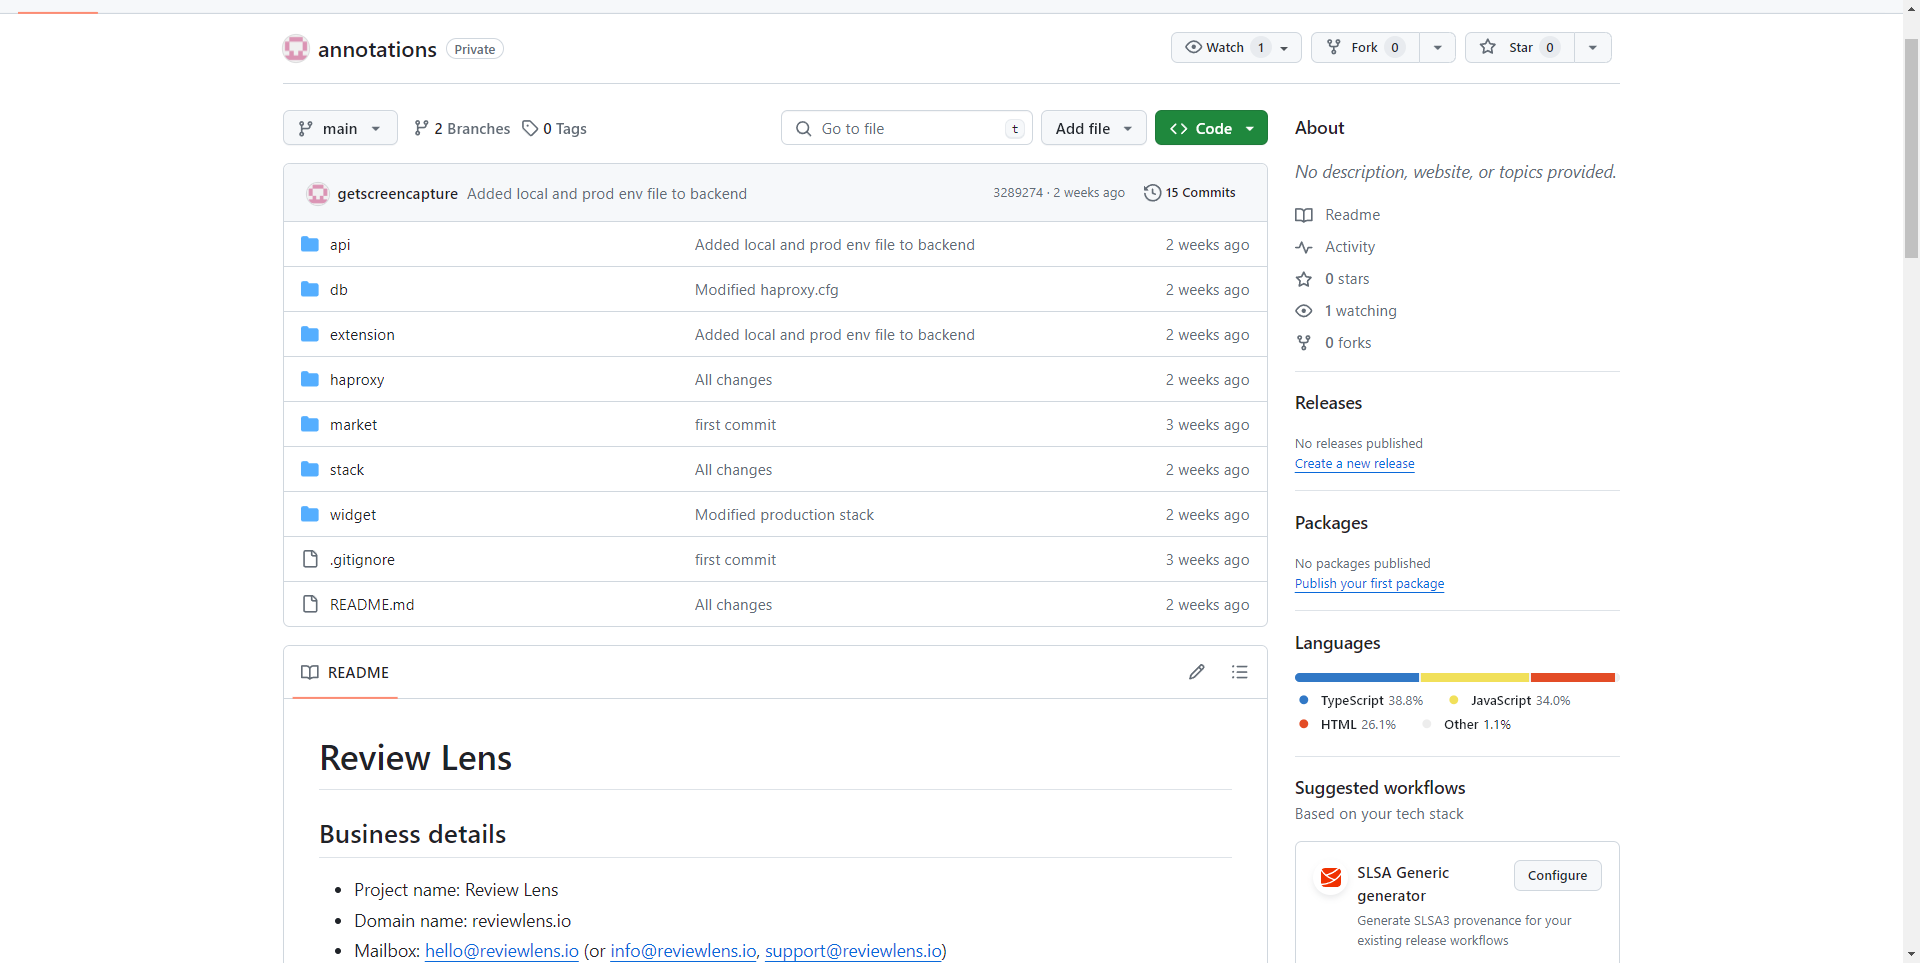 annotations Private
Watch 1 Fork 0 Star 0
main 2 Branches 0 Tags Go to file t Add file Code
getscreencapture Added local and prod env file to backend 3289274 · 2 weeks ago 15 Commits
api Added local and prod env file to backend 2 weeks ago
db Modified haproxy.cfg 2 weeks ago
extension Added local and prod env file to backend 2 weeks ago
haproxy All changes 2 weeks ago
market first commit 3 weeks ago
stack All changes 2 weeks ago
widget Modified production stack 2 weeks ago
.gitignore first commit 3 weeks ago
README.md All changes 2 weeks ago
README
Review Lens
Business details
• Project name: Review Lens
• Domain name: reviewlens.io
• Mailbox: hello@reviewlens.io (or info@reviewlens.io, support@reviewlens.io)
About
No description, website, or topics provided.
Readme
Activity
0 stars
1 watching
0 forks
Releases
No releases published
Create a new release
Packages
No packages published
Publish your first package
Languages
TypeScript 38.8% JavaScript 34.0%
HTML 26.1% Other 1.1%
Suggested workflows
Based on your tech stack
SLSA Generic
generator
Configure
Generate SLSA3 provenance for your
existing release workflows